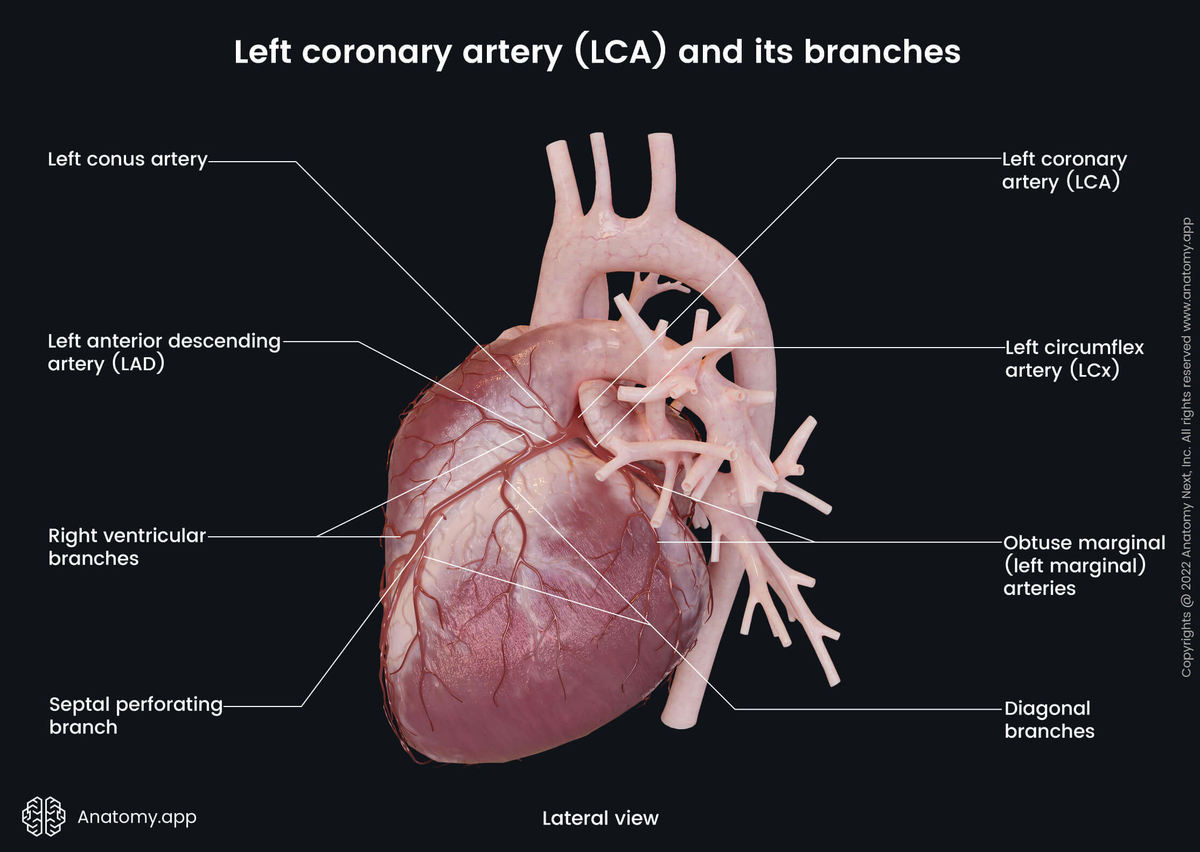 Left coronary artery (LCA) and its branches
Left conus artery
Left coronary
artery (LCA)
Left anterior descending
artery (LAD)
Left circumflex
artery (LCx)
Right ventricular
branches
Obtuse marginal
(left marginal)
arteries
Septal perforating
branch
Diagonal
branches
Anatomy.app
Lateral view
Copyrights @ 2022 Anatomy Next, Inc. All rights reserved www.anatomy.app